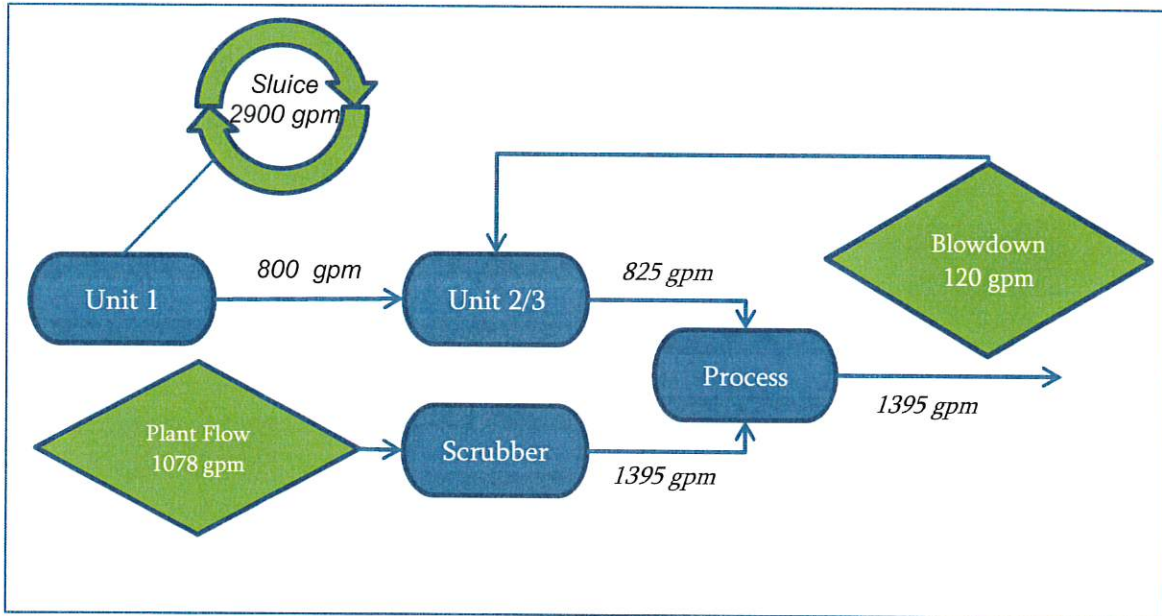 Sluice
2900 gpm
Blowdown
120 gpm
800 gpm
825 gpm
Unit 1
Unit 2/3
Process
1395 gpm
Plant Flow
1078 gpm
Scrubber
1395 gpm